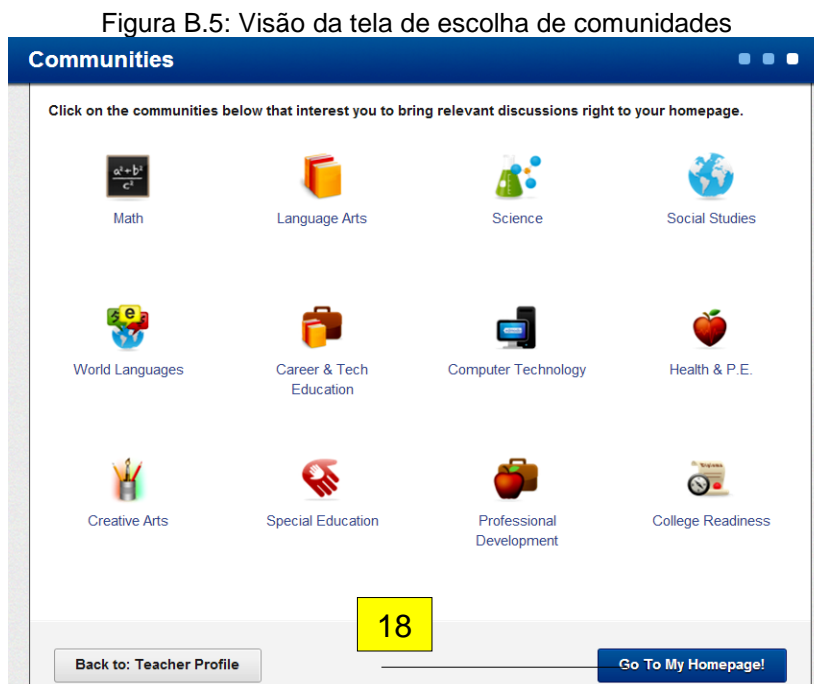 Figura B.5: Visão da tela de escolha de comunidades
Communities
Click on the communities below that interest you to bring relevant discussions right to your homepage.
a²+b²
c²
Math
Language Arts
Science
Social Studies
World Languages
Career & Tech
Education
Computer Technology
Health & P.E.
Creative Arts
Special Education
Professional
Development
College Readiness
18
Back to: Teacher Profile
Go To My Homepage!